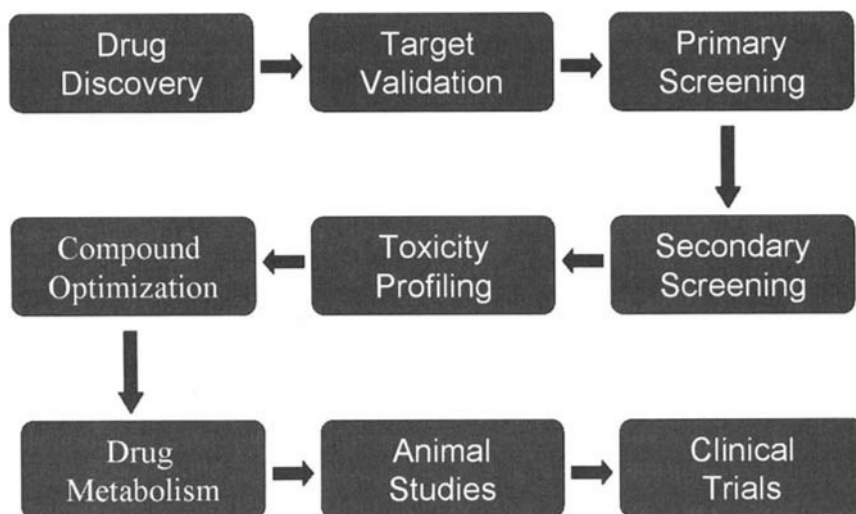 Drug
Discovery
Target
Validation
Primary
Screening
Secondary
Screening
Toxicity
Profiling
Compound
Optimization
Drug
Metabolism
Animal
Studies
Clinical
Trials